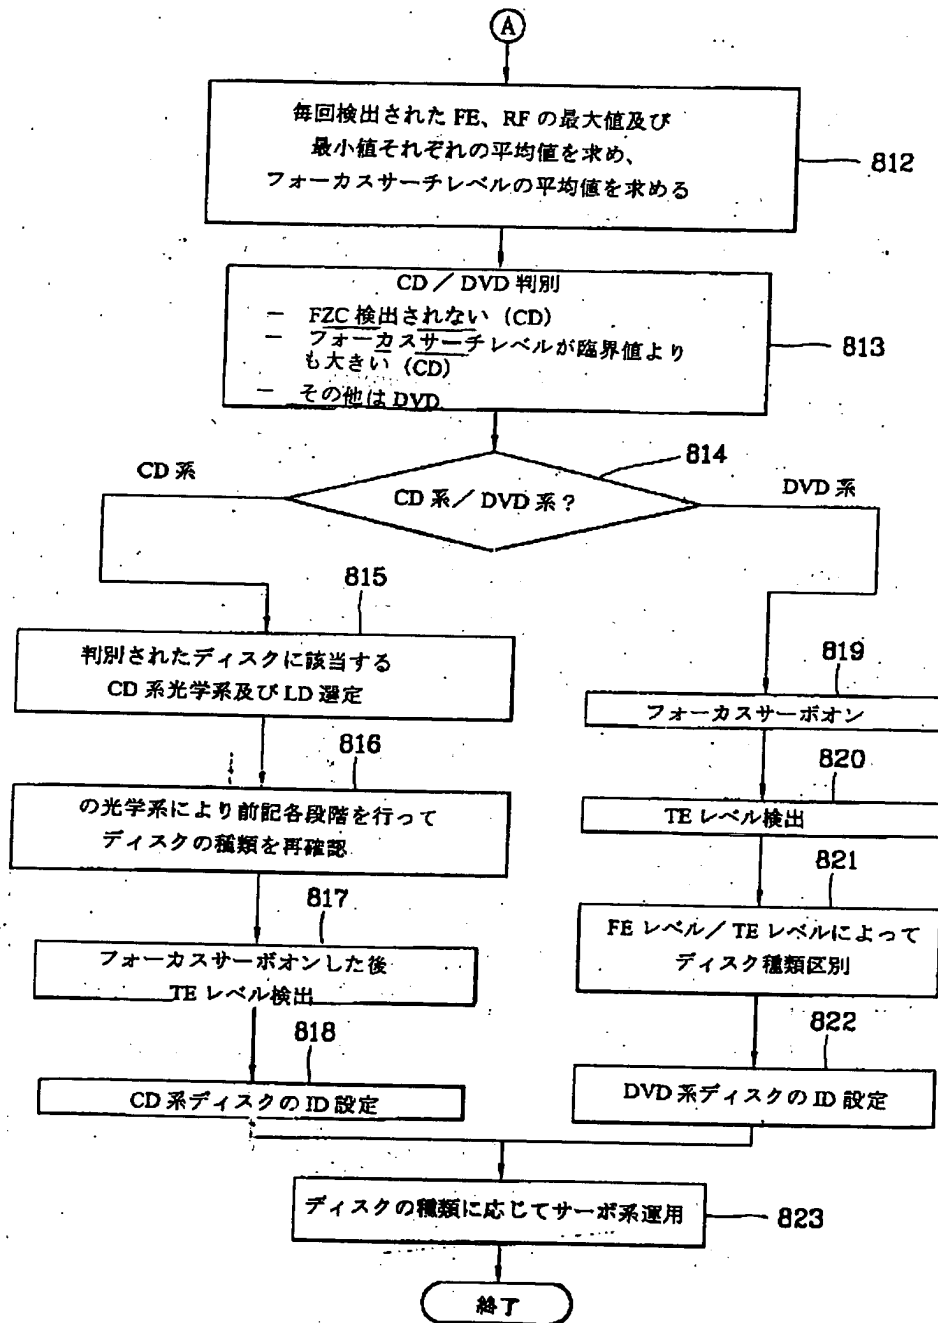 A
毎回検出された FE、RF の最大値及び
最小値それぞれの平均値を求め、
フォーカスサーチレベルの平均値を求める
812
CD / DVD 判別
― FZC 検出されない (CD)
― フォーカスサーチレベルが臨界値より
も大きい (CD)
― その他は DVD
813
814
CD 系
CD 系 / DVD 系?
DVD 系
815
判別されたディスクに該当する
CD 系光学系及び LD 選定
816
の光学系により前記各段階を行って
ディスクの種類を再確認
817
フォーカスサーボオンした後
TE レベル検出
818
CD 系ディスクの ID 設定
819
フォーカスサーボオン
820
TE レベル検出
821
FE レベル / TE レベルによって
ディスク種類区別
822
DVD 系ディスクの ID 設定
ディスクの種類に応じてサーボ系運用
823
終了